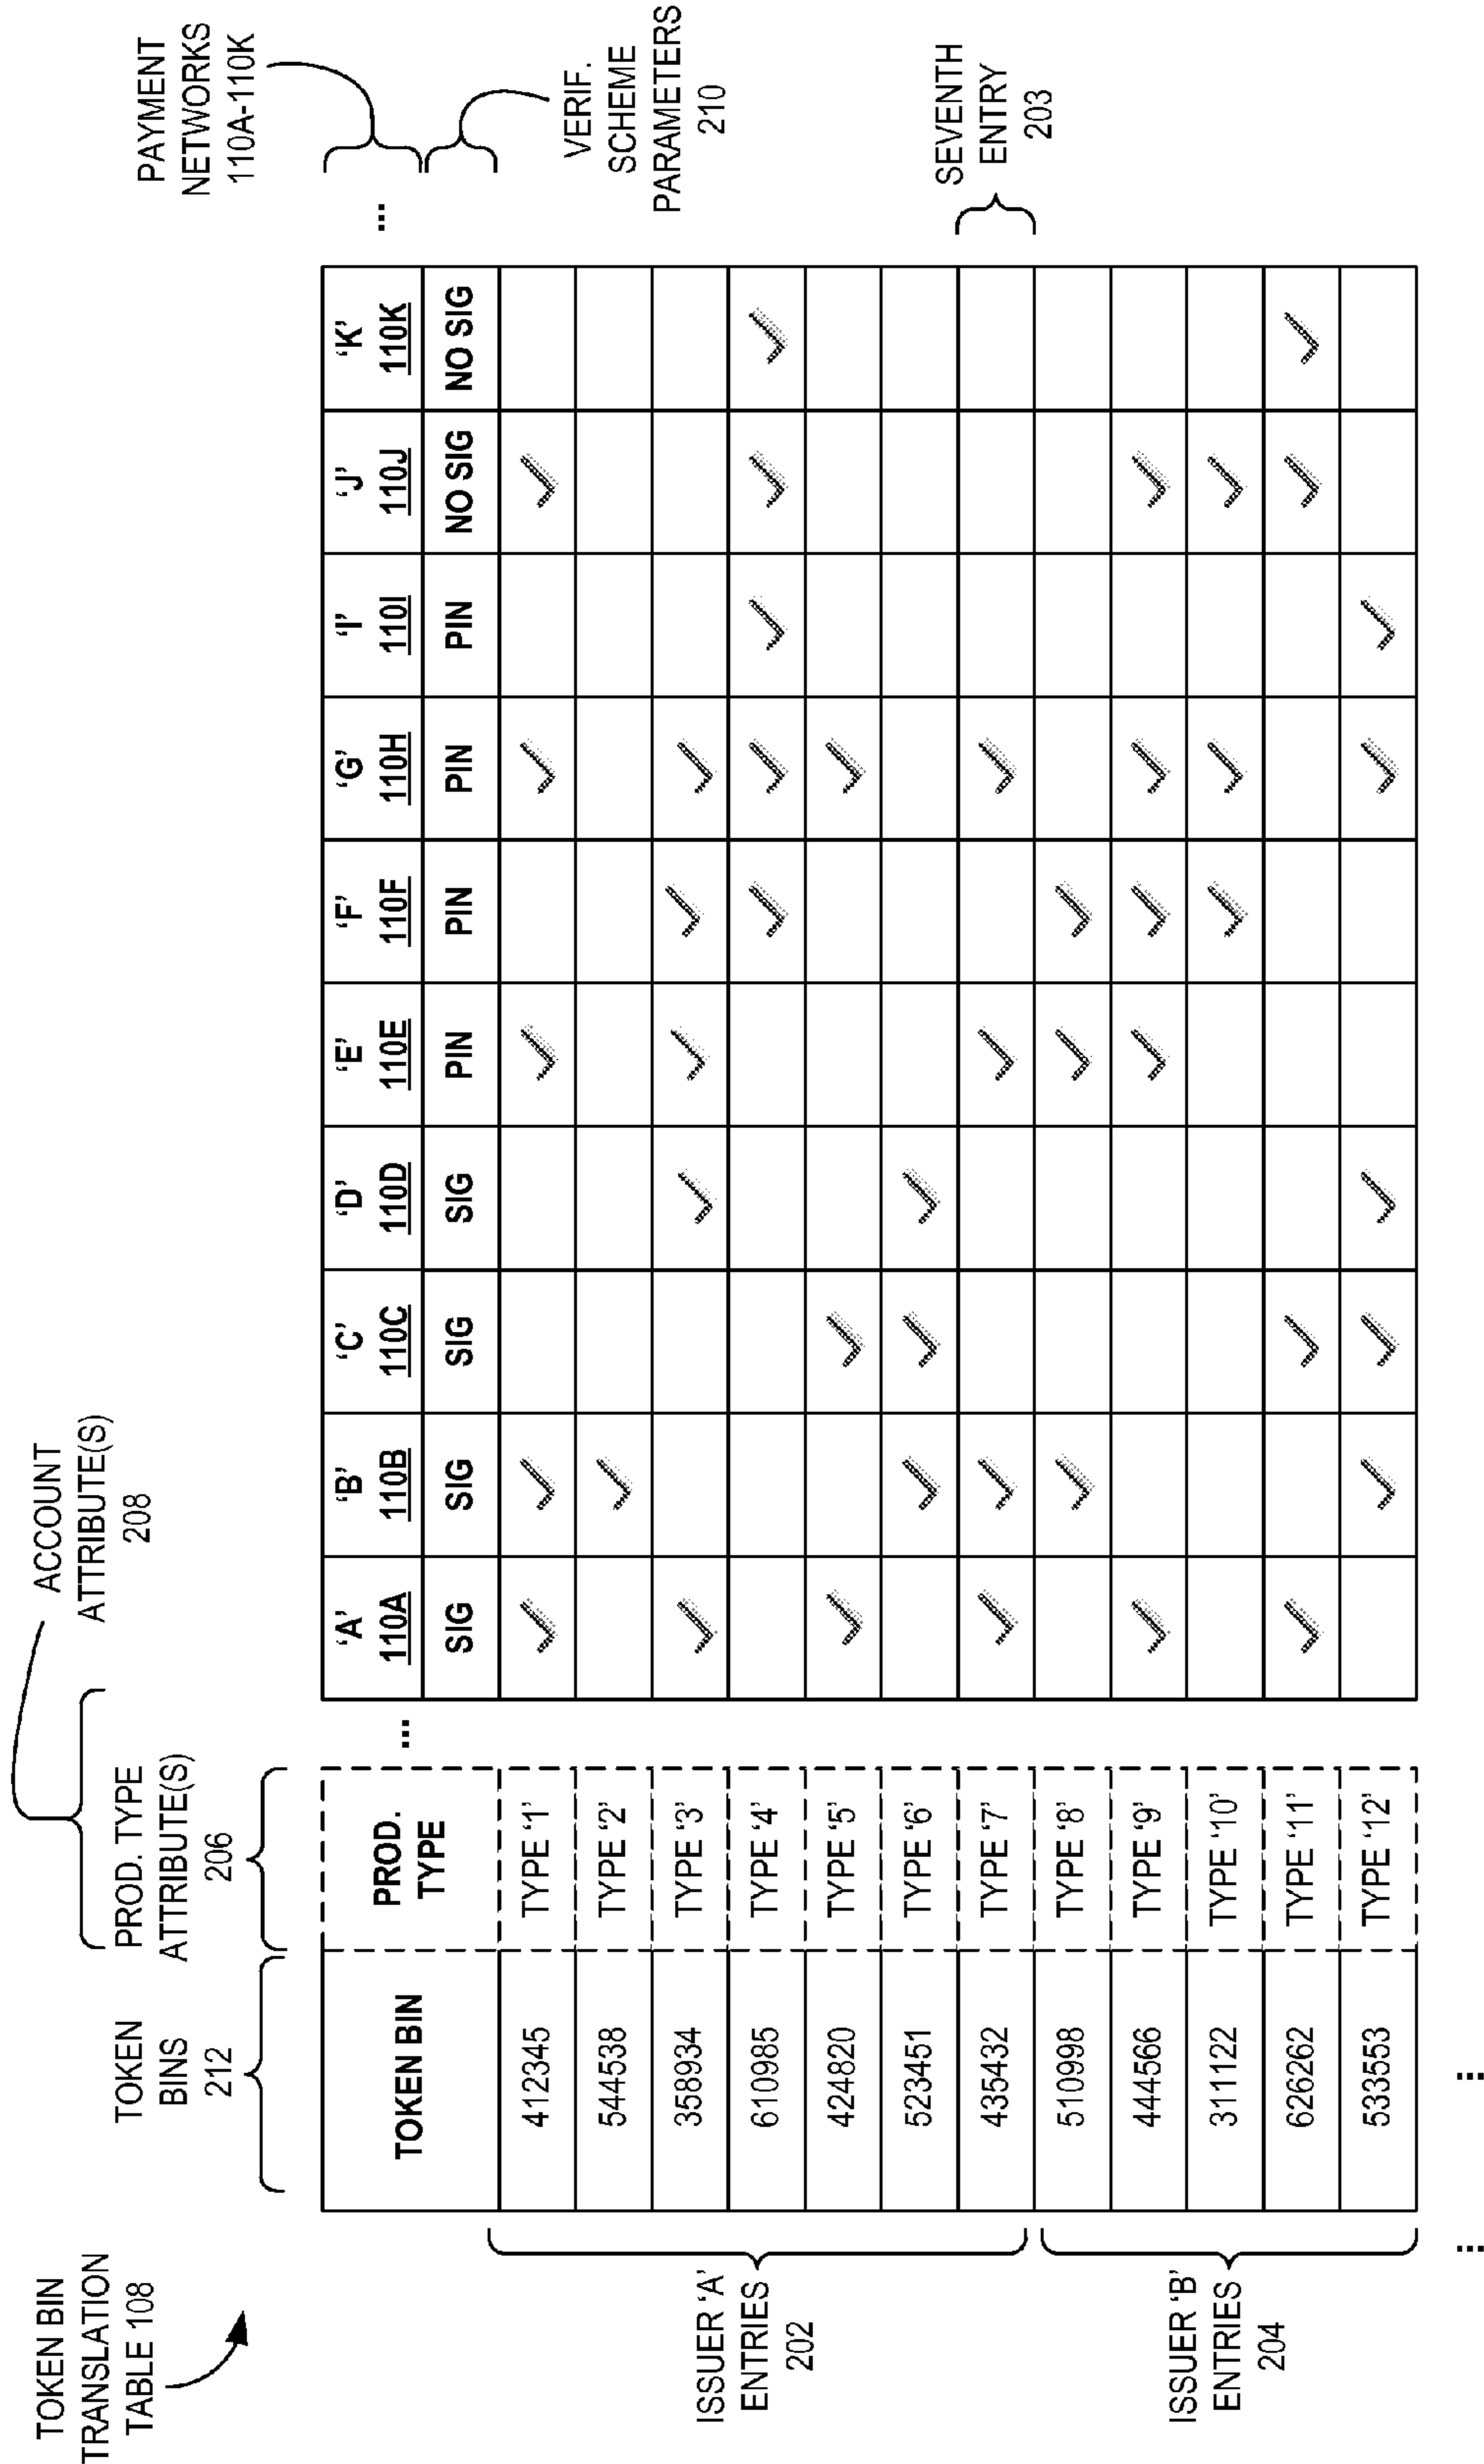 TOKEN BIN
TRANSLATION
TABLE 108
TOKEN
BINS
212
PROD. TYPE
ATTRIBUTE(S)
206
ACCOUNT
ATTRIBUTE(S)
208
PAYMENT
NETWORKS
110A-110K
VERIF.
SCHEME
PARAMETERS
210
SEVENTH
ENTRY
203
ISSUER ‘A’
ENTRIES
202
ISSUER ‘B’
ENTRIES
204
TOKEN BIN PROD. TYPE ... ‘A’ ‘B’ ‘C’ ‘D’ ‘E’ ‘F’ ‘G’ ‘I’ ‘J’ ‘K’ ...
110A 110B 110C 110D 110E 110F 110H 110I 110J 110K
SIG SIG SIG SIG PIN PIN PIN PIN NO SIG NO SIG
412345 TYPE ‘1’ ✓ ✓ ✓ ✓ ✓
544538 TYPE ‘2’ ✓
358934 TYPE ‘3’ ✓ ✓ ✓ ✓ ✓
610985 TYPE ‘4’ ✓ ✓ ✓ ✓ ✓
424820 TYPE ‘5’ ✓ ✓ ✓
523451 TYPE ‘6’ ✓ ✓ ✓
435432 TYPE ‘7’ ✓ ✓ ✓ ✓
510998 TYPE ‘8’ ✓ ✓ ✓
444566 TYPE ‘9’ ✓ ✓ ✓ ✓ ✓
311122 TYPE ‘10’ ✓ ✓ ✓
626262 TYPE ‘11’ ✓ ✓ ✓ ✓
533553 TYPE ‘12’ ✓ ✓ ✓ ✓ ✓
... ...